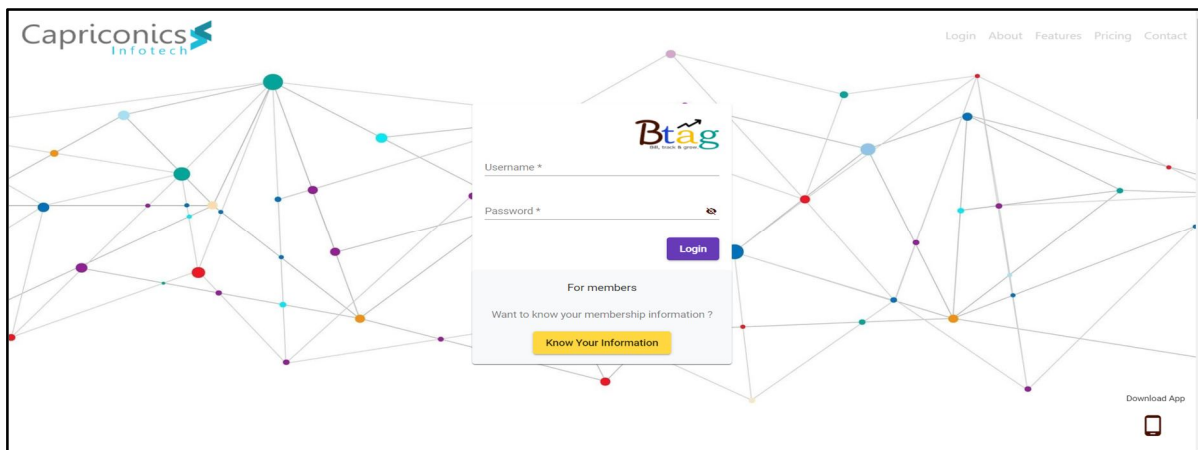 Capriconics
Infotech
Login About Features Pricing Contact
Btag
Bill, track & grow
Username *
Password *
Login
For members
Want to know your membership information ?
Know Your Information
Download App